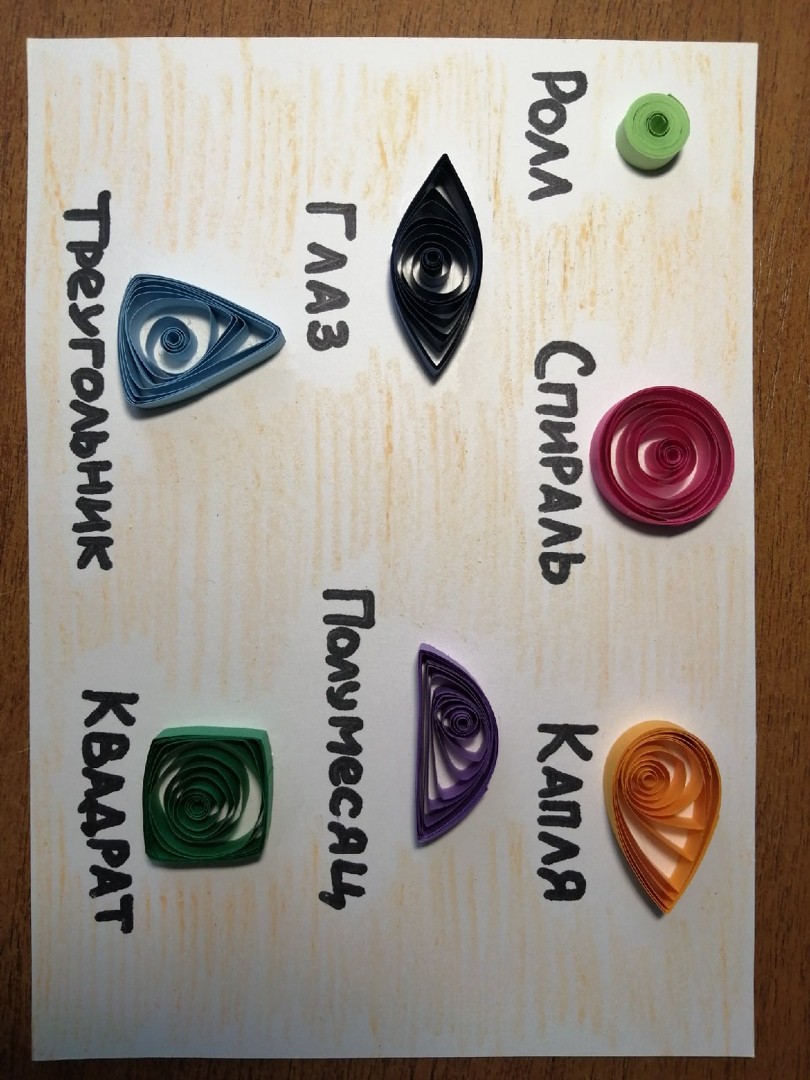 Ролл
Спираль
Капля
Глаз
Полумесяц
Треугольник
Квадрат